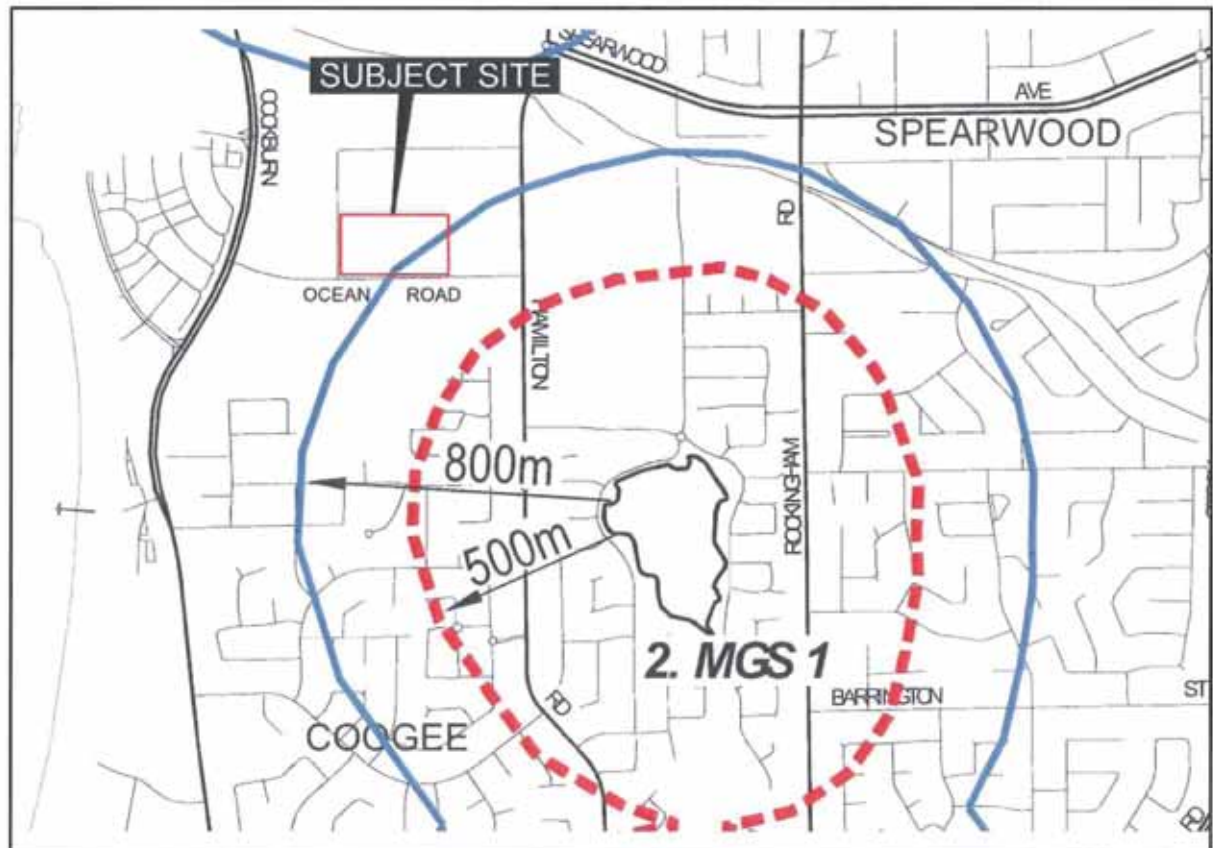 SPEARWOOD
SUBJECT SITE
AVE
COCKBURN
SPEARWOOD
RD
OCEAN ROAD
HAMILTON
ROCKINGHAM
800m
500m
2. MGS 1
BARRINGTON
ST
RD
COOGEE
RD